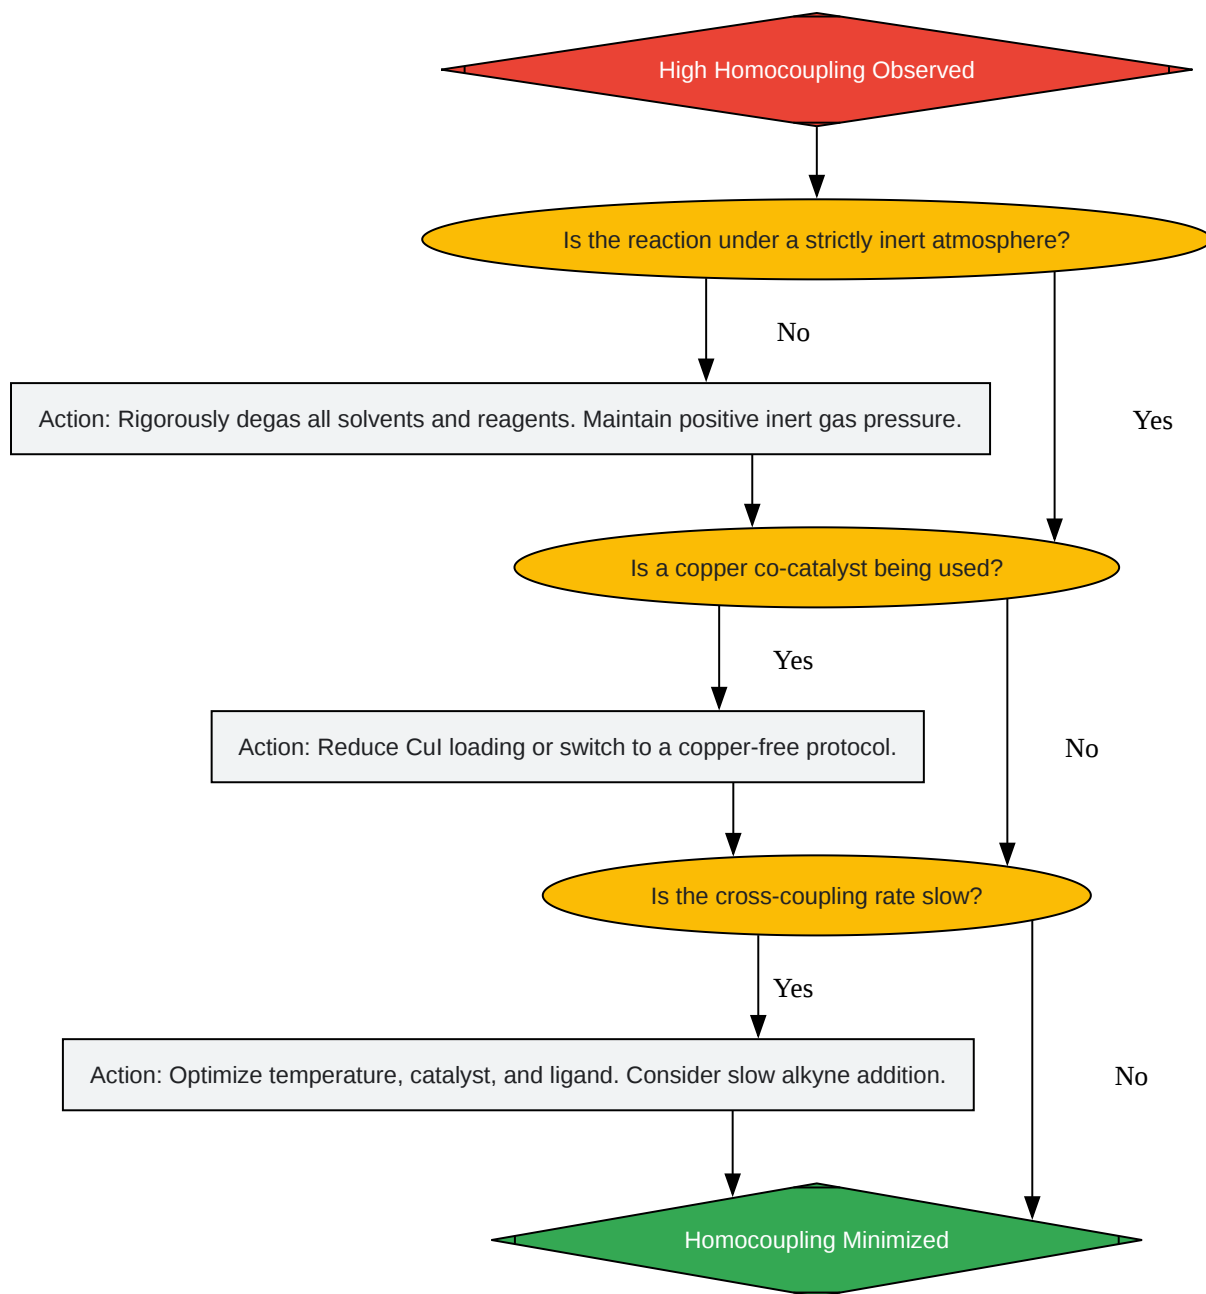 High Homocoupling Observed
Is the reaction under a strictly inert atmosphere?
No
Action: Rigorously degas all solvents and reagents. Maintain positive inert gas pressure.
Yes
Is a copper co-catalyst being used?
Yes
Action: Reduce CuI loading or switch to a copper-free protocol.
No
Is the cross-coupling rate slow?
Yes
Action: Optimize temperature, catalyst, and ligand. Consider slow alkyne addition.
No
Homocoupling Minimized